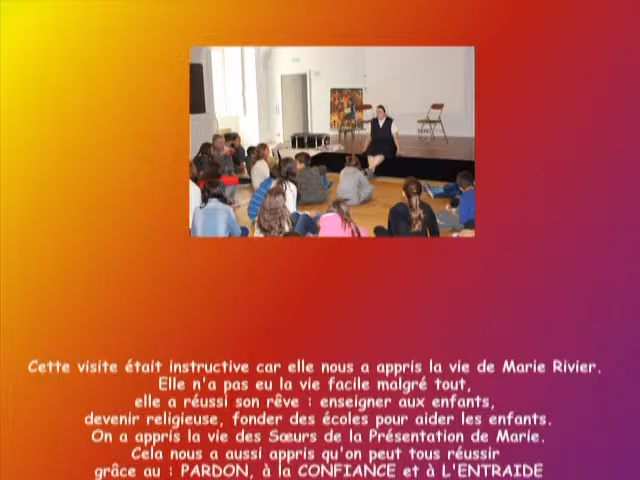 Cette visite était instructive car elle nous a appris la vie de Marie Rivier.
Elle n'a pas eu la vie facile malgré tout,
elle a réussi son rêve : enseigner aux enfants,
devenir religieuse, fonder des écoles pour aider les enfants.
On a appris la vie des Sœurs de la Présentation de Marie.
Cela nous a aussi appris qu'on peut tous réussir
grâce au : PARDON, à la CONFIANCE et à L'ENTRAIDE